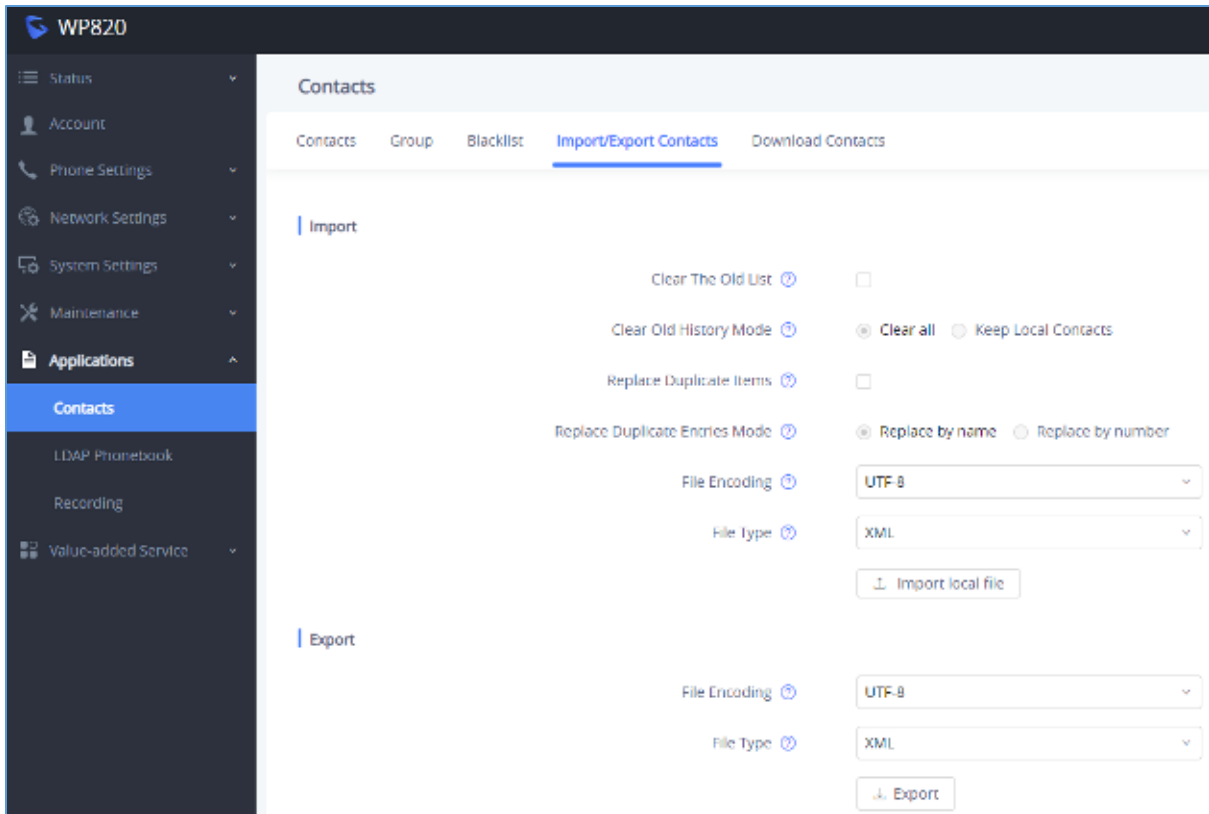 WP820
Status
Account
Phone Settings
Network Settings
System Settings
Maintenance
Applications
Contacts
LDAP Phonebook
Recording
Value-added Service
Contacts
Contacts Group Blacklist Import/Export Contacts Download Contacts
Import
Clear The Old List
Clear Old History Mode Clear all Keep Local Contacts
Replace Duplicate Items
Replace Duplicate Entries Mode Replace by name Replace by number
File Encoding UTF-8
File Type XML
Import local file
Export
File Encoding UTF-8
File Type XML
Export